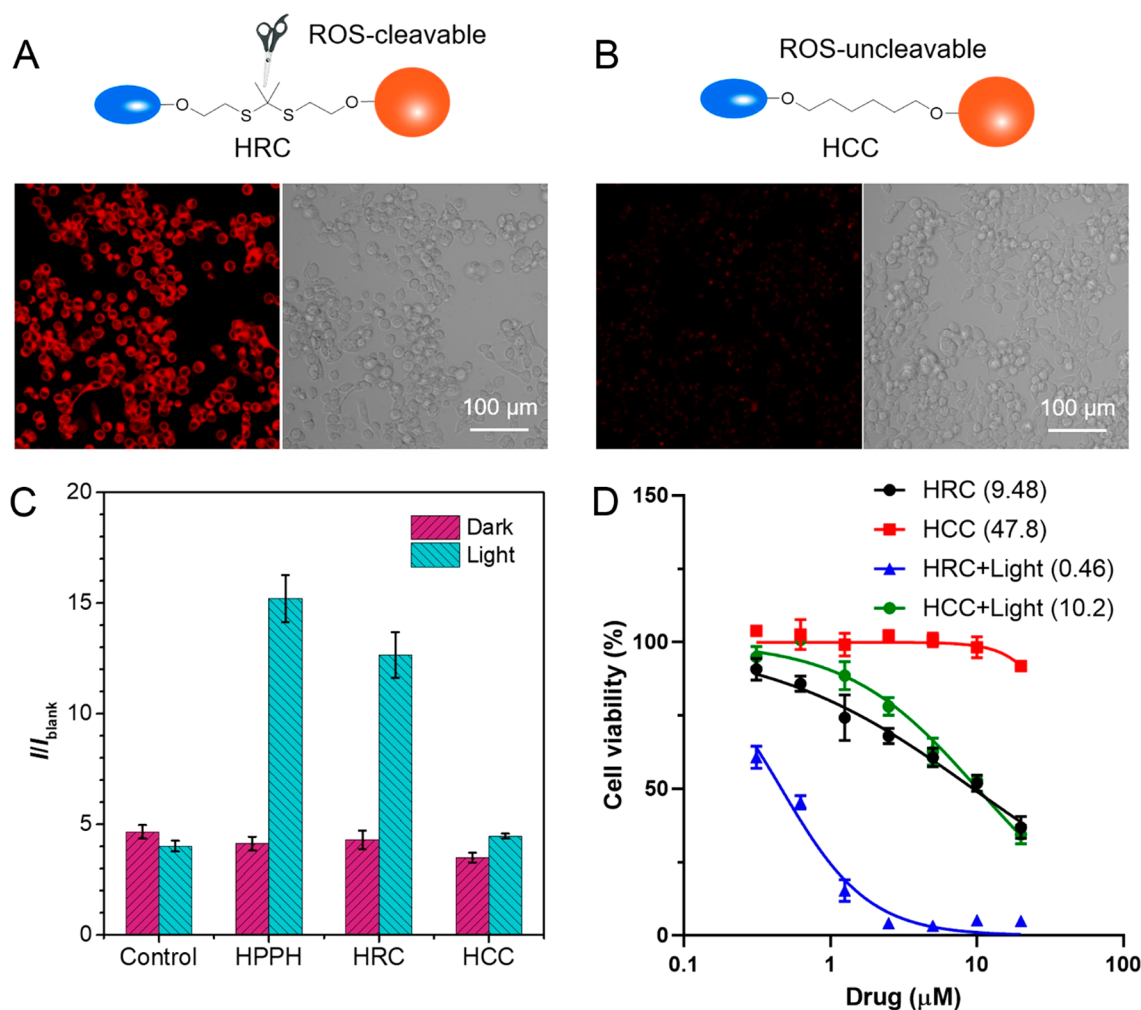 A
ROS-cleavable
O
S
S
O
HRC
100 μm
B
ROS-uncleavable
O
O
HCC
100 μm
C
20
15
10
5
0
I/I blank
Dark
Light
Control
HPPH
HRC
HCC
D
HRC (9.48)
HCC (47.8)
HRC+Light (0.46)
HCC+Light (10.2)
150
100
50
0
Cell viability (%)
0.1
1
10
100
Drug (μM)